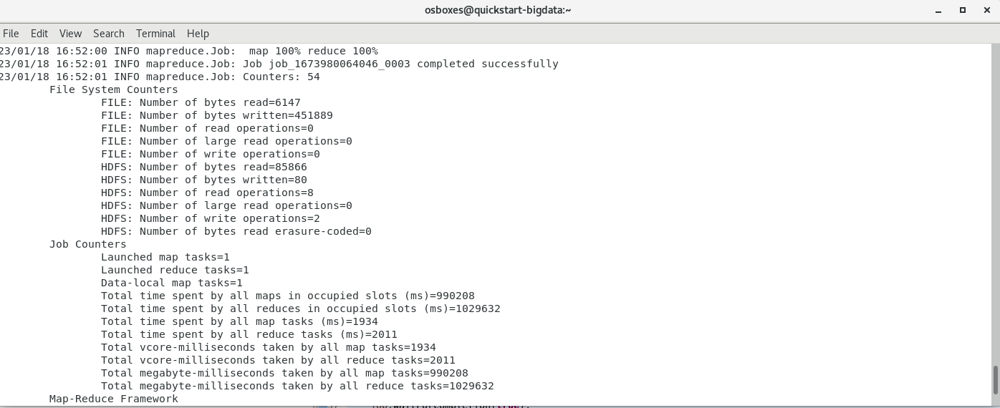 osboxes@quickstart-bigdata:~
File Edit View Search Terminal Help
23/01/18 16:52:00 INFO mapreduce.Job:  map 100% reduce 100%
23/01/18 16:52:01 INFO mapreduce.Job: Job job_1673980064046_0003 completed successfully
23/01/18 16:52:01 INFO mapreduce.Job: Counters: 54
File System Counters
FILE: Number of bytes read=6147
FILE: Number of bytes written=451889
FILE: Number of read operations=0
FILE: Number of large read operations=0
FILE: Number of write operations=0
HDFS: Number of bytes read=85866
HDFS: Number of bytes written=80
HDFS: Number of read operations=8
HDFS: Number of large read operations=0
HDFS: Number of write operations=2
HDFS: Number of bytes read erasure-coded=0
Job Counters
Launched map tasks=1
Launched reduce tasks=1
Data-local map tasks=1
Total time spent by all maps in occupied slots (ms)=990208
Total time spent by all reduces in occupied slots (ms)=1029632
Total time spent by all map tasks (ms)=1934
Total time spent by all reduce tasks (ms)=2011
Total vcore-milliseconds taken by all map tasks=1934
Total vcore-milliseconds taken by all reduce tasks=2011
Total megabyte-milliseconds taken by all map tasks=990208
Total megabyte-milliseconds taken by all reduce tasks=1029632
Map-Reduce Framework